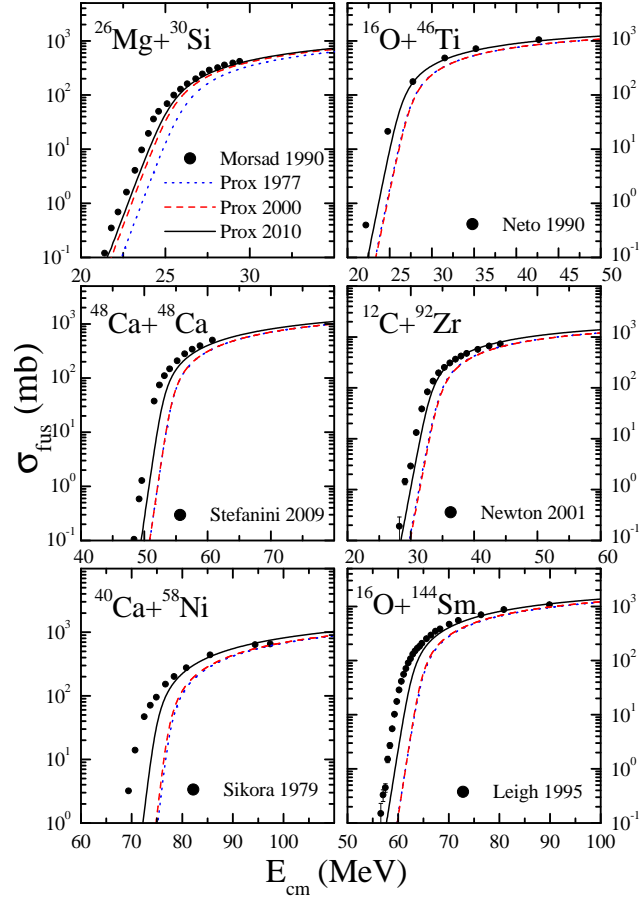 ²⁶Mg+³⁰Si
¹⁶O+⁴⁶Ti
10³
10²
10¹
10⁰
10⁻¹
Morsad 1990
Prox 1977
Prox 2000
Prox 2010
Neto 1990
10³
10²
10¹
10⁰
10⁻¹
20 25 30
20 25 30 35 40 45 50
⁴⁸Ca+⁴⁸Ca
¹²C+⁹²Zr
10³
10²
10¹
10⁰
10⁻¹
Stefanini 2009
Newton 2001
10³
10²
10¹
10⁰
10⁻¹
40 50 60 70
20 30 40 50 60
σfus (mb)
⁴⁰Ca+⁵⁸Ni
¹⁶O+¹⁴⁴Sm
10³
10²
10¹
10⁰
Sikora 1979
Leigh 1995
10³
10²
10¹
10⁰
10⁻¹
60 70 80 90 100
50 60 70 80 90 100
Ecm (MeV)